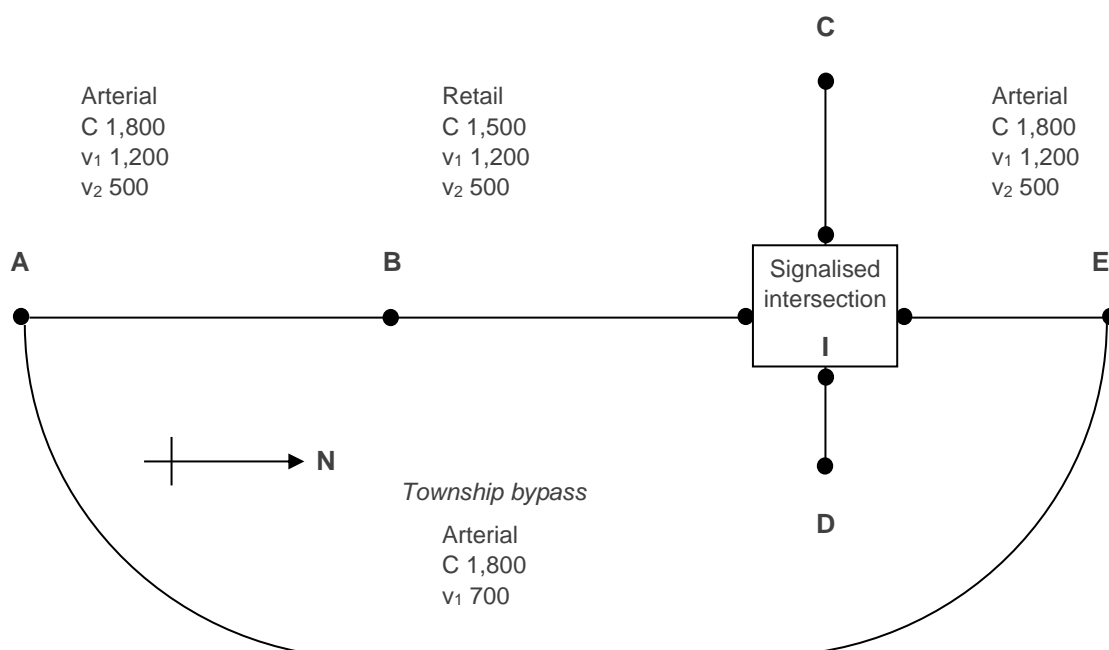 C
Arterial
C 1,800
v₁ 1,200
v₂ 500
Retail
C 1,500
v₁ 1,200
v₂ 500
Arterial
C 1,800
v₁ 1,200
v₂ 500
A
B
Signalised
intersection
I
E
N
Township bypass
D
Arterial
C 1,800
v₁ 700